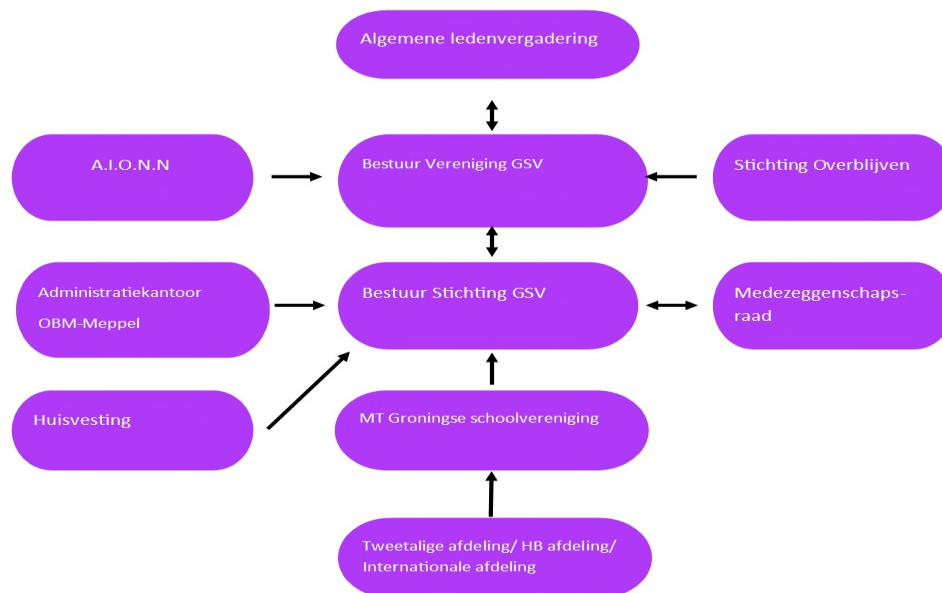 Algemene ledenvergadering
A.I.O.N.N
Bestuur Vereniging GSV
Stichting Overblijven
Administratiekantoor
OBM-Meppel
Bestuur Stichting GSV
Medezeggenschaps-
raad
Huisvesting
MT Groningse schoolvereniging
Tweetalige afdeling/ HB afdeling/
Internationale afdeling